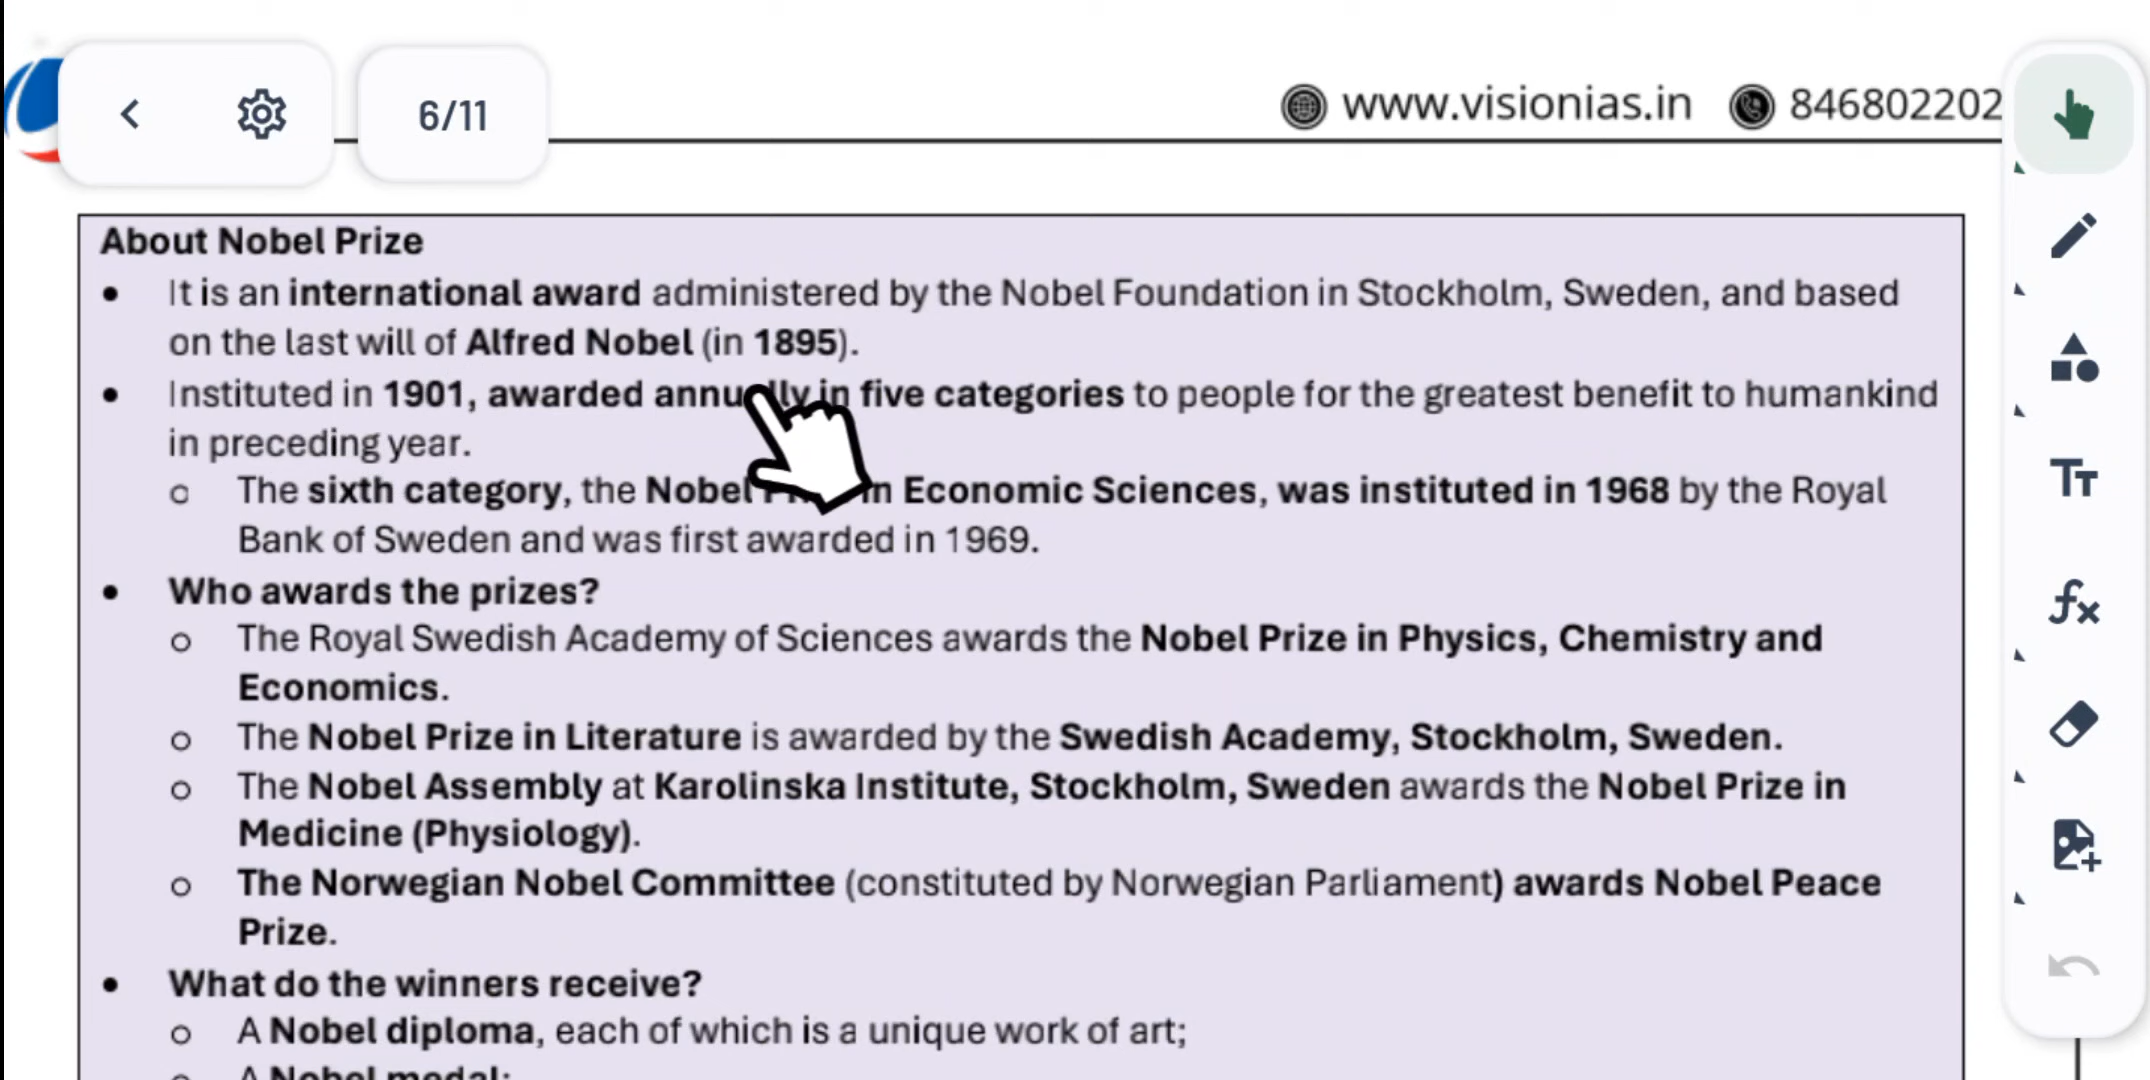 6/11
www.visionias.in 846802202
About Nobel Prize
• It is an international award administered by the Nobel Foundation in Stockholm, Sweden, and based
on the last will of Alfred Nobel (in 1895).
• Instituted in 1901, awarded annually in five categories to people for the greatest benefit to humankind
in preceding year.
o The sixth category, the Nobel in Economic Sciences, was instituted in 1968 by the Royal
Bank of Sweden and was first awarded in 1969.
• Who awards the prizes?
o The Royal Swedish Academy of Sciences awards the Nobel Prize in Physics, Chemistry and
Economics.
o The Nobel Prize in Literature is awarded by the Swedish Academy, Stockholm, Sweden.
o The Nobel Assembly at Karolinska Institute, Stockholm, Sweden awards the Nobel Prize in
Medicine (Physiology).
o The Norwegian Nobel Committee (constituted by Norwegian Parliament) awards Nobel Peace
Prize.
• What do the winners receive?
o A Nobel diploma, each of which is a unique work of art;
o A Nobel medal;